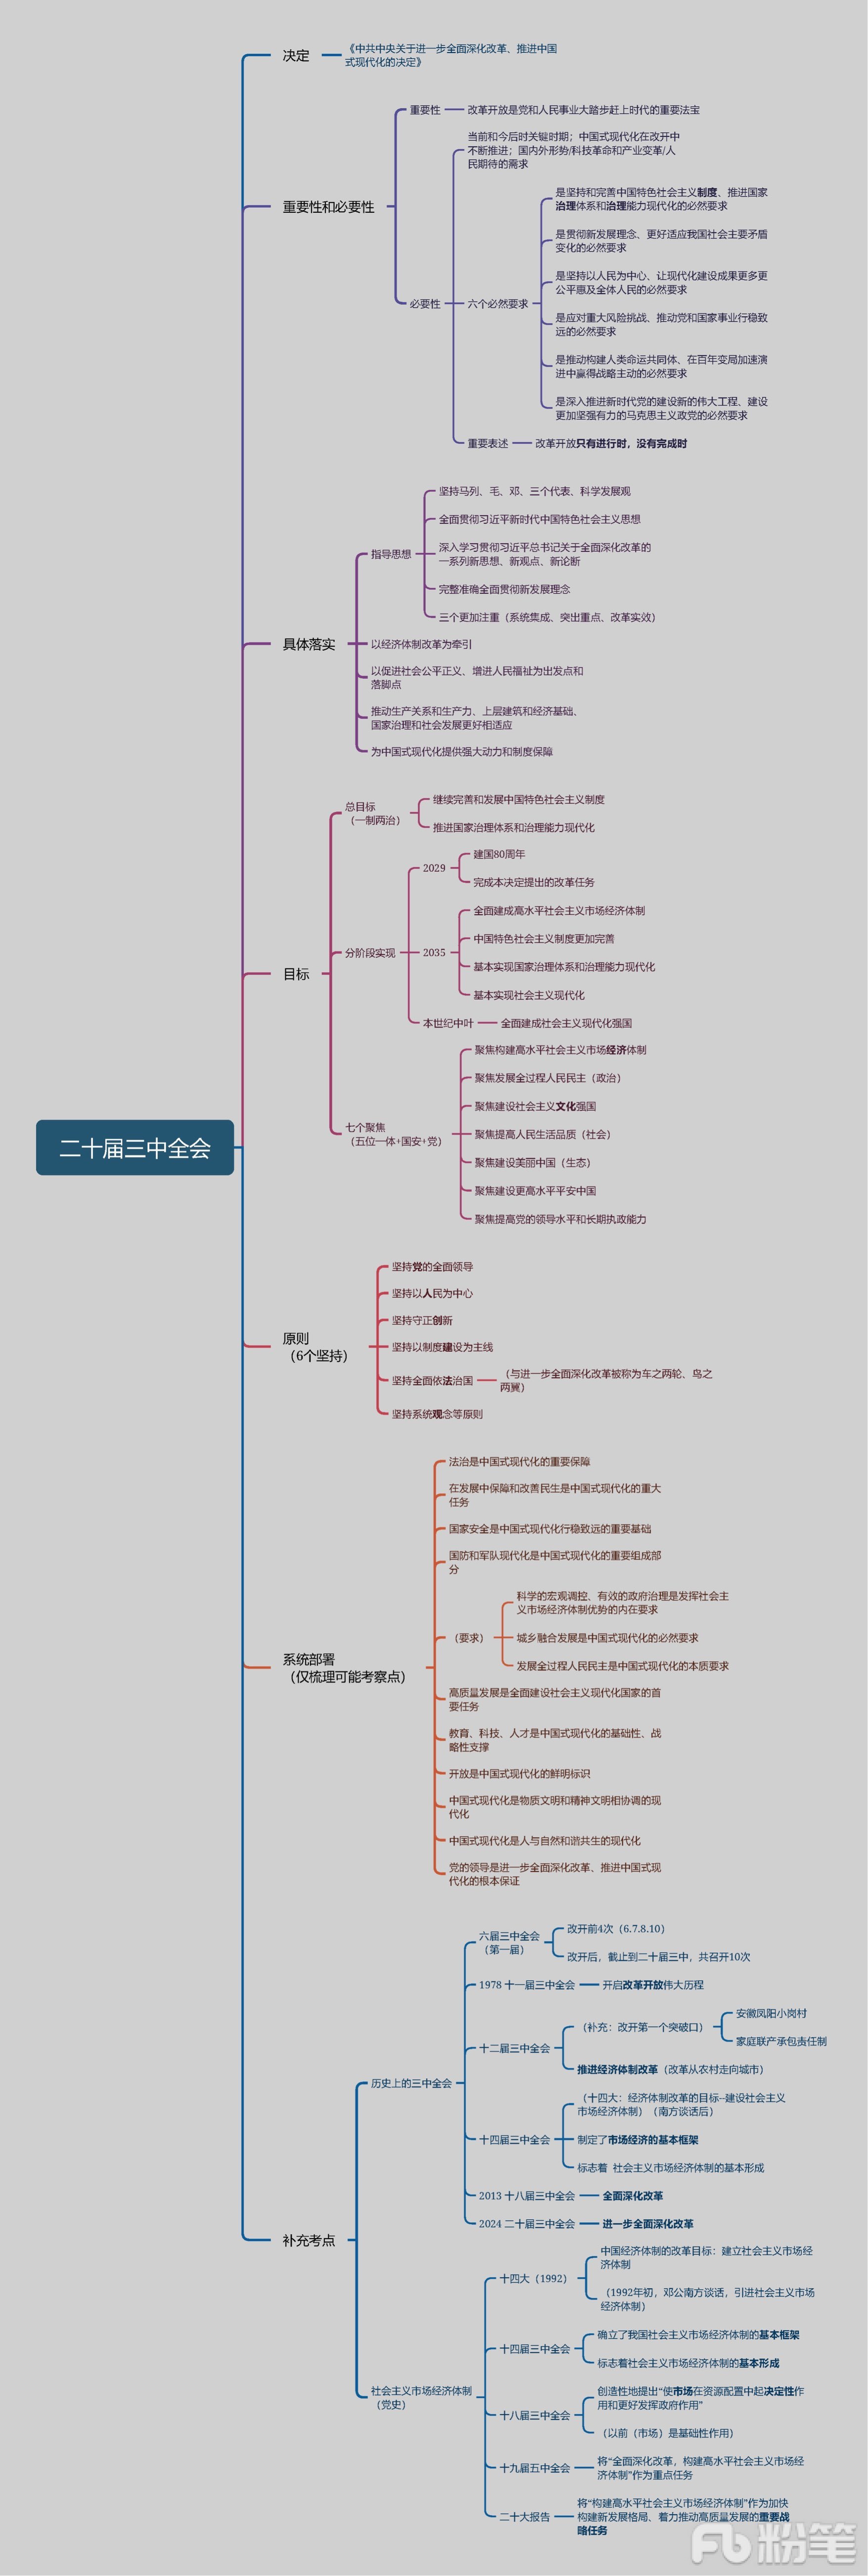 二十届三中全会
决定
《中共中央关于进一步全面深化改革、推进中国
式现代化的决定》
重要性和必要性
重要性
改革开放是党和人民事业大踏步赶上时代的重要法宝
必要性
当前和今后时关键时期；中国式现代化在改开中
不断推进；国内外形势/科技革命和产业变革/人
民期待的需求
六个必然要求
是坚持和完善中国特色社会主义制度、推进国家
治理体系和治理能力现代化的必然要求
是贯彻新发展理念、更好适应我国社会主要矛盾
变化的必然要求
是坚持以人民为中心、让现代化建设成果更多更
公平惠及全体人民的必然要求
是应对重大风险挑战、推动党和国家事业行稳致
远的必然要求
是推动构建人类命运共同体、在百年变局加速演
进中赢得战略主动的必然要求
是深入推进新时代党的建设新的伟大工程、建设
更加坚强有力的马克思主义政党的必然要求
重要表述
改革开放只有进行时，没有完成时
具体落实
指导思想
坚持马列、毛、邓、三个代表、科学发展观
全面贯彻习近平新时代中国特色社会主义思想
深入学习贯彻习近平总书记关于全面深化改革的
一系列新思想、新观点、新论断
完整准确全面贯彻新发展理念
三个更加注重（系统集成、突出重点、改革实效）
以经济体制改革为牵引
以促进社会公平正义、增进人民福祉为出发点和
落脚点
推动生产关系和生产力、上层建筑和经济基础、
国家治理和社会发展更好相适应
为中国式现代化提供强大动力和制度保障
目标
总目标
（一制两治）
继续完善和发展中国特色社会主义制度
推进国家治理体系和治理能力现代化
分阶段实现
2029
建国80周年
完成本决定提出的改革任务
2035
全面建成高水平社会主义市场经济体制
中国特色社会主义制度更加完善
基本实现国家治理体系和治理能力现代化
基本实现社会主义现代化
本世纪中叶
全面建成社会主义现代化强国
七个聚焦
（五位一体+国安+党）
聚焦构建高水平社会主义市场经济体制
聚焦发展全过程人民民主（政治）
聚焦建设社会主义文化强国
聚焦提高人民生活品质（社会）
聚焦建设美丽中国（生态）
聚焦建设更高水平平安中国
聚焦提高党的领导水平和长期执政能力
原则
（6个坚持）
坚持党的全面领导
坚持以人民为中心
坚持守正创新
坚持以制度建设为主线
坚持全面依法治国
（与进一步全面深化改革被称为车之两轮、鸟之
两翼）
坚持系统观念等原则
系统部署
（仅梳理可能考察点）
法治是中国式现代化的重要保障
在发展中保障和改善民生是中国式现代化的重大
任务
国家安全是中国式现代化行稳致远的重要基础
国防和军队现代化是中国式现代化的重要组成部
分
（要求）
科学的宏观调控、有效的政府治理是发挥社会主
义市场经济体制优势的内在要求
城乡融合发展是中国式现代化的必然要求
发展全过程人民民主是中国式现代化的本质要求
高质量发展是全面建设社会主义现代化国家的首
要任务
教育、科技、人才是中国式现代化的基础性、战
略性支撑
开放是中国式现代化的鲜明标识
中国式现代化是物质文明和精神文明相协调的现
代化
中国式现代化是人与自然和谐共生的现代化
党的领导是进一步全面深化改革、推进中国式现
代化的根本保证
补充考点
历史上的三中全会
六届三中全会
（第一届）
改开前4次（6.7.8.10）
改开后，截止到二十届三中，共召开10次
1978 十一届三中全会
开启改革开放伟大历程
十二届三中全会
（补充：改开第一个突破口）
安徽凤阳小岗村
家庭联产承包责任制
推进经济体制改革（改革从农村走向城市）
十四届三中全会
（十四大：经济体制改革的目标--建设社会主义
市场经济体制）（南方谈话后）
制定了市场经济的基本框架
标志着 社会主义市场经济体制的基本形成
2013 十八届三中全会
全面深化改革
2024 二十届三中全会
进一步全面深化改革
社会主义市场经济体制
（党史）
十四大（1992）
中国经济体制的改革目标：建立社会主义市场经
济体制
（1992年初，邓公南方谈话，引进社会主义市场
经济体制）
十四届三中全会
确立了我国社会主义市场经济体制的基本框架
标志着社会主义市场经济体制的基本形成
十八届三中全会
创造性地提出“使市场在资源配置中起决定性作
用和更好发挥政府作用”
（以前（市场）是基础性作用）
十九届五中全会
将“全面深化改革，构建高水平社会主义市场经
济体制”作为重点任务
二十大报告
将“构建高水平社会主义市场经济体制”作为加快
构建新发展格局、着力推动高质量发展的重要战
略任务
粉笔